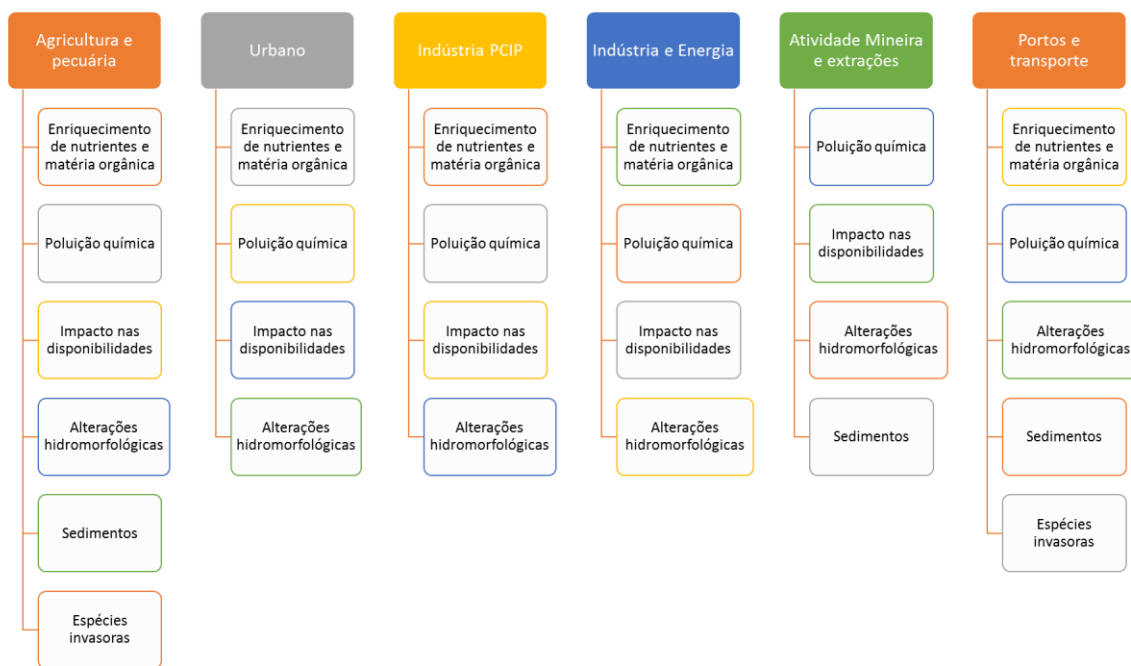 Agricultura e
pecuária
Enriquecimento
de nutrientes e
matéria orgânica
Poluição química
Impacto nas
disponibilidades
Alterações
hidromorfológicas
Sedimentos
Espécies
invasoras
Urbano
Enriquecimento
de nutrientes e
matéria orgânica
Poluição química
Impacto nas
disponibilidades
Alterações
hidromorfológicas
Indústria PCIP
Enriquecimento
de nutrientes e
matéria orgânica
Poluição química
Impacto nas
disponibilidades
Alterações
hidromorfológicas
Indústria e Energia
Enriquecimento
de nutrientes e
matéria orgânica
Poluição química
Impacto nas
disponibilidades
Alterações
hidromorfológicas
Atividade Mineira
e extrações
Poluição química
Impacto nas
disponibilidades
Alterações
hidromorfológicas
Sedimentos
Portos e
transporte
Enriquecimento
de nutrientes e
matéria orgânica
Poluição química
Alterações
hidromorfológicas
Sedimentos
Espécies
invasoras